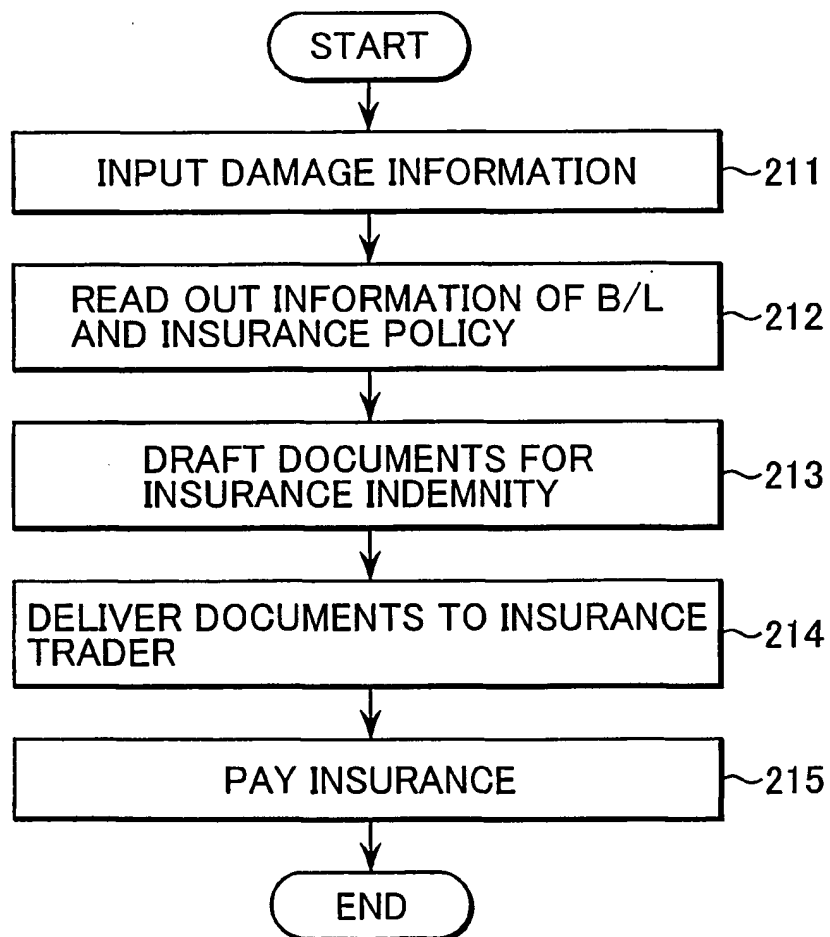 START
INPUT DAMAGE INFORMATION
211
READ OUT INFORMATION OF B/L
AND INSURANCE POLICY
212
DRAFT DOCUMENTS FOR
INSURANCE INDEMNITY
213
DELIVER DOCUMENTS TO INSURANCE
TRADER
214
PAY INSURANCE
215
END